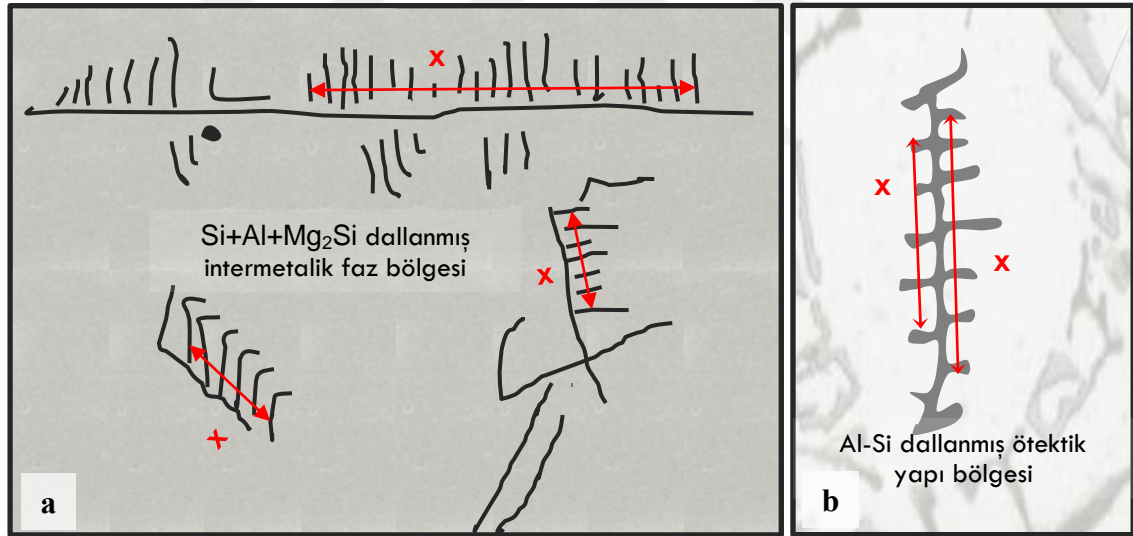 x
Si+Al+Mg₂Si dallanmış
intermetalik faz bölgesi
x
x
a
x
x
Al-Si dallanmış ötektik
yapı bölgesi
b